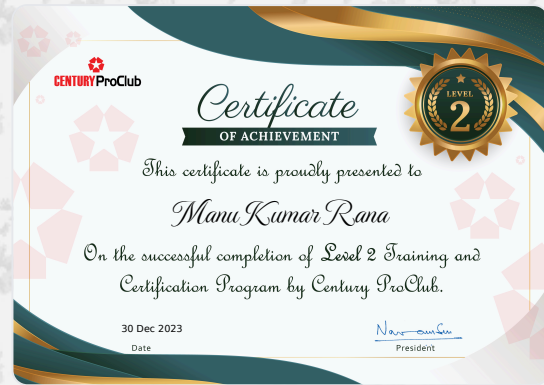 CENTURY ProClub
LEVEL
2
Certificate
OF ACHIEVEMENT
This certificate is proudly presented to
Manu Kumar Rana
On the successful completion of Level 2 Training and
Certification Program by Century ProClub.
30 Dec 2023
Date
President